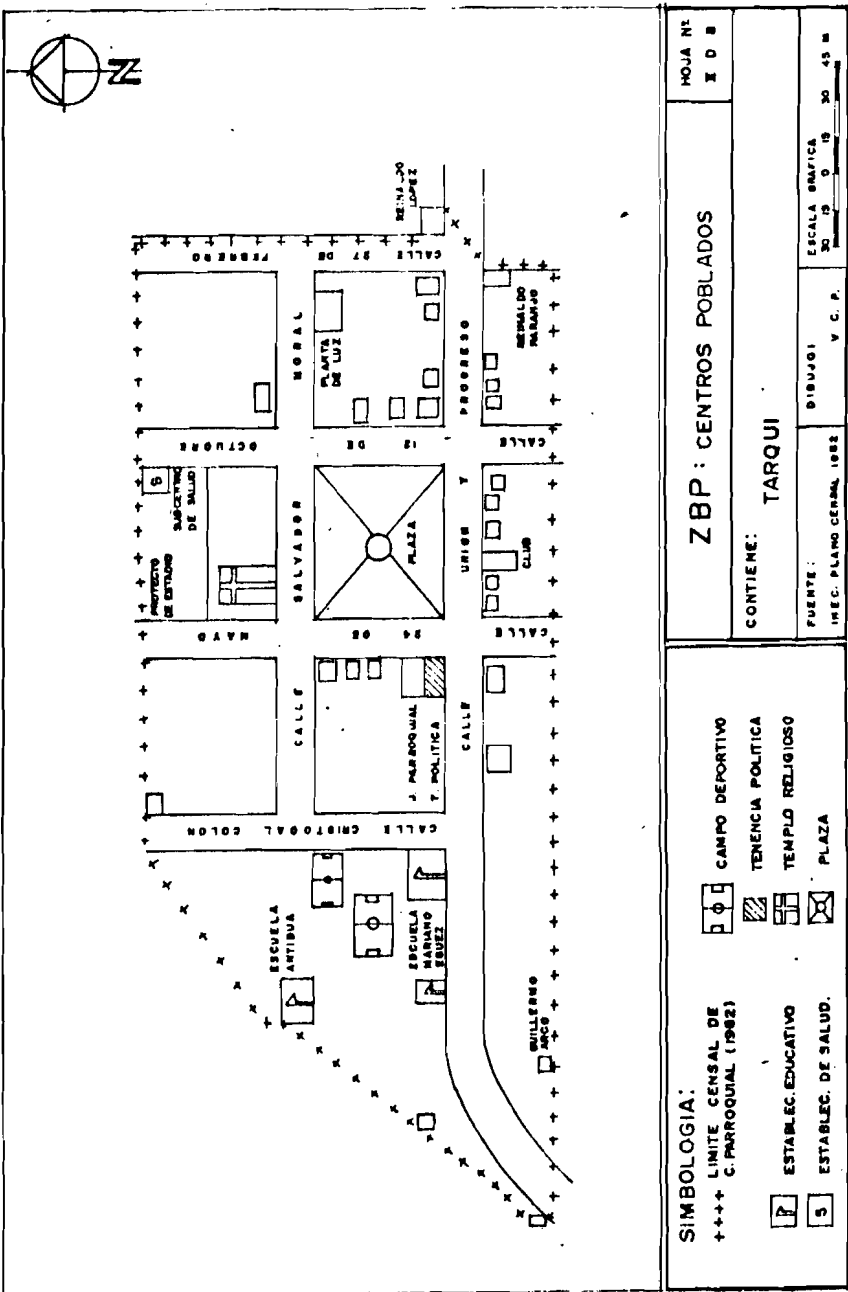 N
REINALDO
LOPEZ
CALLE 27 DE FEBRERO
MORAL
PLANTA
DE LUZ
PROGRESO
REINALDO
NARANJO
CALLE 12 DE OCTUBRE
S
SUBCENTRO
DE SALUD
PROYECTO
DE ESTADIO
SALVADOR
PLAZA
UNION Y
CLUB
CALLE 24 DE MAYO
CALLE
J. PARROQUIAL
T. POLITICA
CALLE
CALLE CRISTOBAL COLON
ESCUELA
ANTIGUA
ESCUELA
MARIANO
EGUEZ
GUILLERMO
ARCO
SIMBOLOGIA:
++++ LIMITE CENSAL DE
C. PARROQUIAL (1982)
ESTABLEC. EDUCATIVO
S ESTABLEC. DE SALUD.
CAMPO DEPORTIVO
TENENCIA POLITICA
TEMPLO RELIGIOSO
PLAZA
ZBP: CENTROS POBLADOS
HOJA Nº
CONTIENE:
TARQUI
FUENTE:
INEC. PLANO CENSAL 1982
DIBUJO:
V. C. P.
ESCALA GRAFICA
30 15 0 15 30 45 m